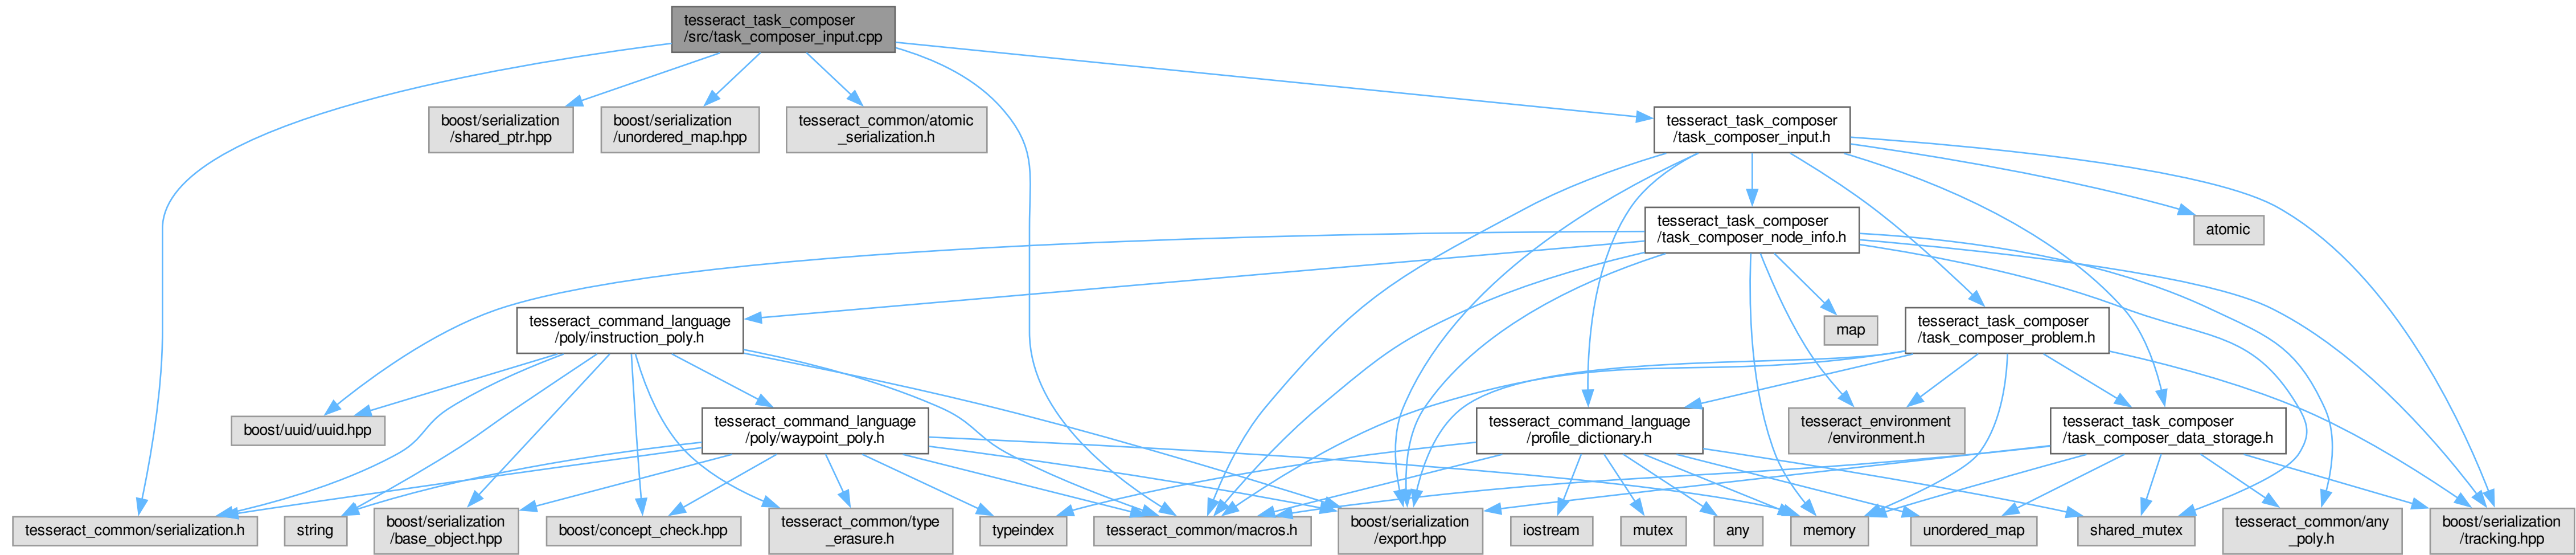 tesseract_task_composer
/src/task_composer_input.cpp
boost/serialization
/shared_ptr.hpp
boost/serialization
/unordered_map.hpp
tesseract_common/atomic
_serialization.h
tesseract_task_composer
/task_composer_input.h
tesseract_task_composer
/task_composer_node_info.h
atomic
tesseract_command_language
/poly/instruction_poly.h
map
tesseract_task_composer
/task_composer_problem.h
boost/uuid/uuid.hpp
tesseract_command_language
/poly/waypoint_poly.h
tesseract_command_language
/profile_dictionary.h
tesseract_environment
/environment.h
tesseract_task_composer
/task_composer_data_storage.h
tesseract_common/serialization.h
string
boost/serialization
/base_object.hpp
boost/concept_check.hpp
tesseract_common/type
_erasure.h
typeindex
tesseract_common/macros.h
boost/serialization
/export.hpp
iostream
mutex
any
memory
unordered_map
shared_mutex
tesseract_common/any
_poly.h
boost/serialization
/tracking.hpp